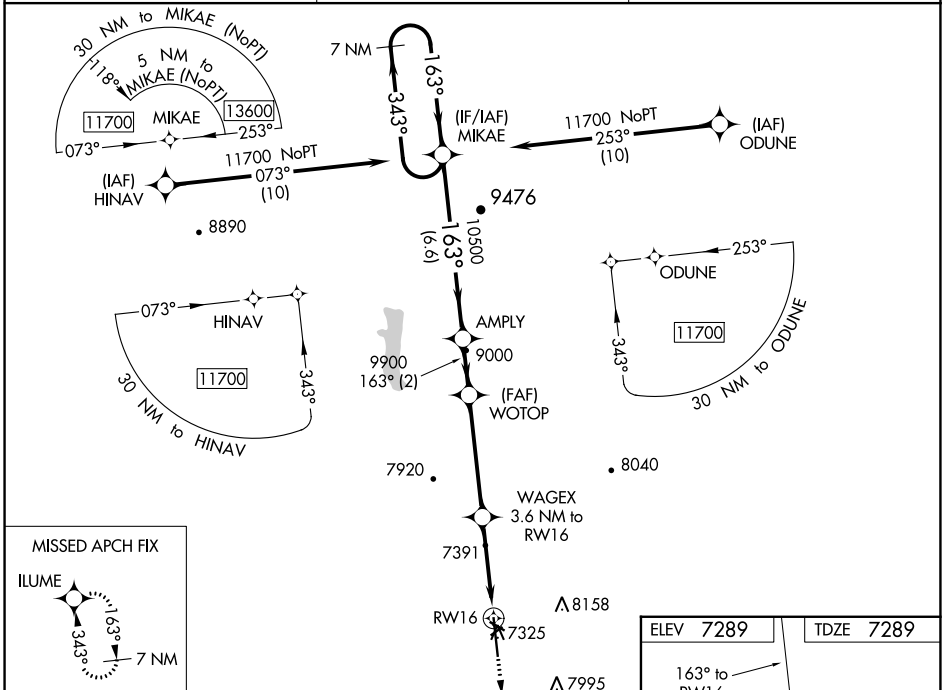 30 NM to MIKAE (NoPT)
5 NM to
MIKAE (NoPT)
118°
11700
13600
MIKAE
073°
253°
7 NM
163°
343°
(IF/IAF)
MIKAE
11700 NoPT
253°
(10)
(IAF)
ODUNE
(IAF)
HINAV
11700 NoPT
073°
(10)
8890
9476
10500
163°
(6.6)
073°
HINAV
11700
343°
30 NM to HINAV
253°
ODUNE
11700
343°
30 NM to ODUNE
AMPLY
9000
9900
163° (2)
(FAF)
WOTOP
7920
8040
WAGEX
3.6 NM to
RW16
7391
RW16
7325
8158
7995
MISSED APCH FIX
ILUME
163°
343°
7 NM
ELEV 7289
TDZE 7289
163° to
RW16